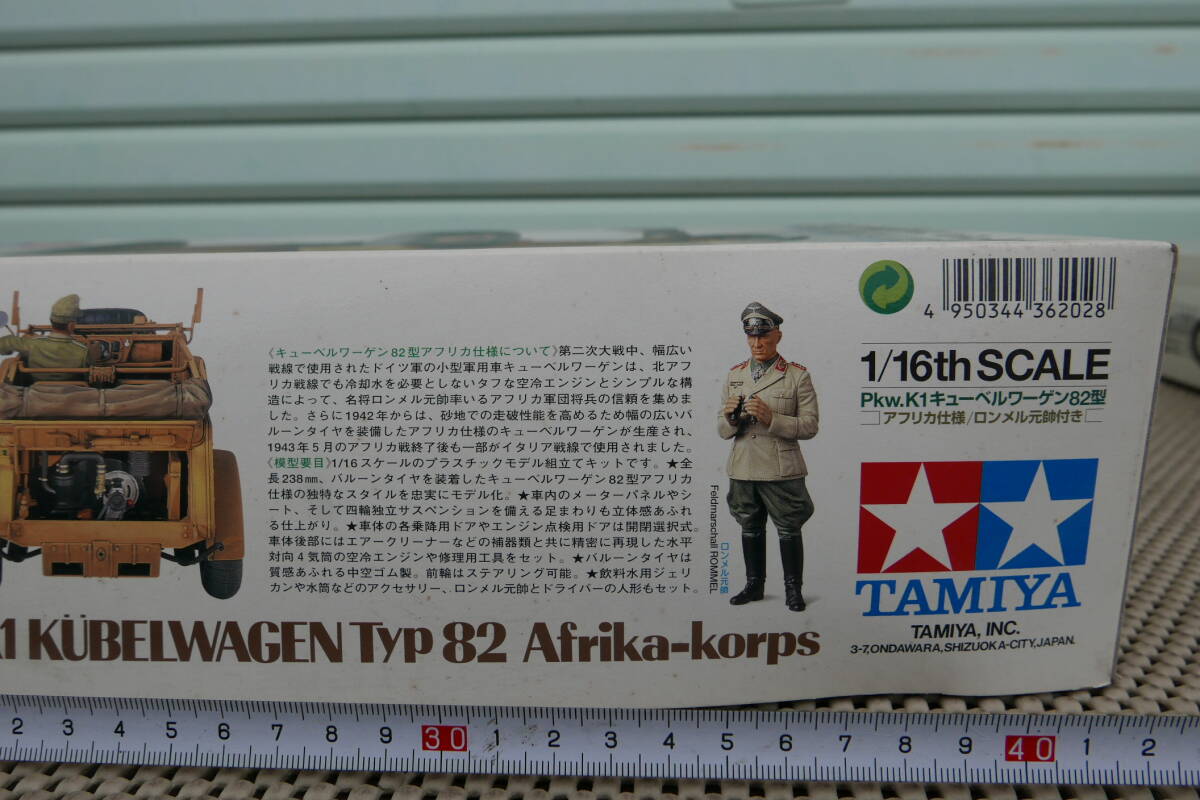 《キューベルワーゲン82型アフリカ仕様について》第二次大戦中、幅広い
戦線で使用されたドイツ軍の小型軍用車キューベルワーゲンは、北アフ
リカ戦線でも冷却水を必要としないタフな空冷エンジンとシンプルな構
造によって、名将ロンメル元帥率いるアフリカ軍団将兵の信頼を集めま
した。さらに1942年からは、砂地での走破性能を高めるため幅の広いバ
ルーンタイヤを装備したアフリカ仕様のキューベルワーゲンが生産され、
1943年5月のアフリカ戦終了後も一部がイタリア戦線で使用されました。
《模型要目》1/16スケールのプラスチックモデル組立てキットです。★全
長238mm、バルーンタイヤを装着したキューベルワーゲン82型アフリカ
仕様の独特なスタイルを忠実にモデル化。★車内のメーターパネルやシ
ート、そして四輪独立サスペンションを備える足まわりも立体感あふれ
る仕上がり。★車体の各乗降用ドアやエンジン点検用ドアは開閉選択式。
車体後部にはエアークリーナーなどの補器類と共に精密に再現した水平
対向4気筒の空冷エンジンや修理用工具をセット。★バルーンタイヤは
質感あふれる中空ゴム製。前輪はステアリング可能。★飲料水用ジェリ
カンや水筒などのアクセサリー、ロンメル元帥とドライバーの人形もセット。
Feldmarschall ROMMEL
ロンメル元帥
4 950344 362028
1/16th SCALE
Pkw.K1キューベルワーゲン82型
アフリカ仕様/ロンメル元帥付き
TAMIYA
TAMIYA, INC.
3-7,ONDAWARA,SHIZUOKA-CITY,JAPAN.
1 KÜBELWAGEN Typ 82 Afrika-korps
2 3 4 5 6 7 8 9 30 1 2 3 4 5 6 7 8 9 40 1 2